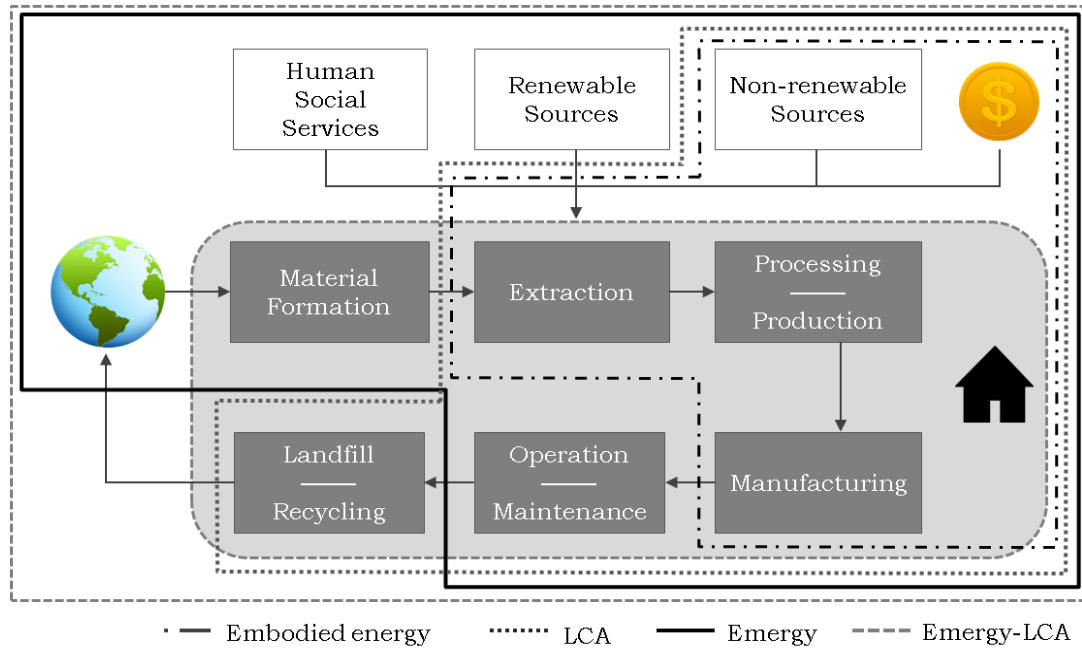 Human
Social
Services
Renewable
Sources
Non-renewable
Sources
$
Material
Formation
Extraction
Processing
Production
Landfill
Recycling
Operation
Maintenance
Manufacturing
Embodied energy
LCA
Emergy
Emergy-LCA